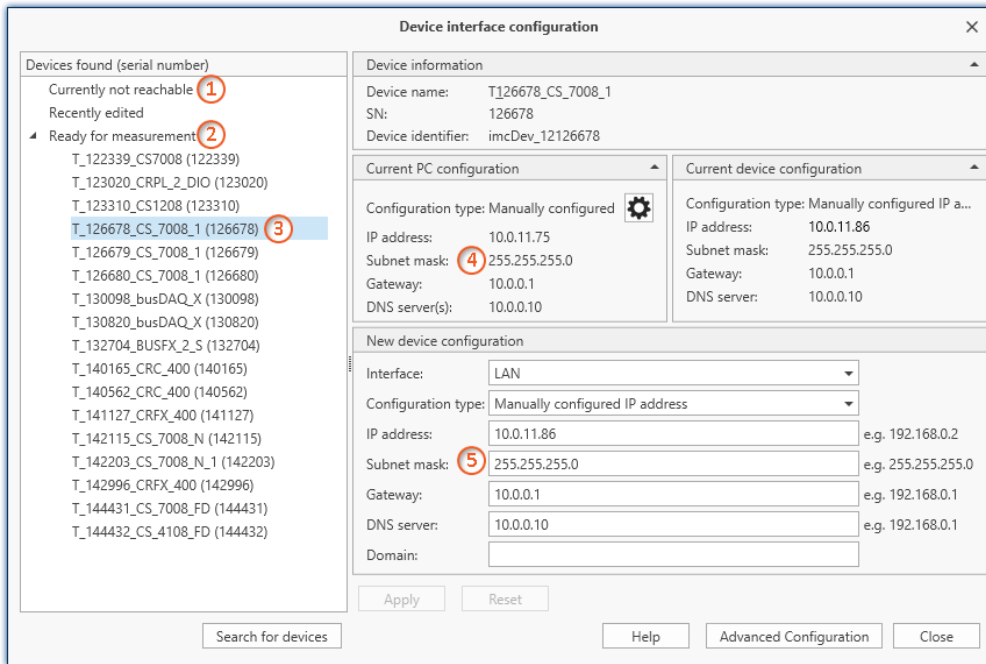 Device interface configuration
Devices found (serial number)
Currently not reachable 1
Recently edited
Ready for measurement 2
T_122339_CS7008 (122339)
T_123020_CRPL_2_DIO (123020)
T_123310_CS1208 (123310)
T_126678_CS_7008_1 (126678) 3
T_126679_CS_7008_1 (126679)
T_126680_CS_7008_1 (126680)
T_130098_busDAQ_X (130098)
T_130820_busDAQ_X (130820)
T_132704_BUSFX_2_S (132704)
T_140165_CRC_400 (140165)
T_140562_CRC_400 (140562)
T_141127_CRFX_400 (141127)
T_142115_CS_7008_N (142115)
T_142203_CS_7008_N_1 (142203)
T_142996_CRFX_400 (142996)
T_144431_CS_7008_FD (144431)
T_144432_CS_4108_FD (144432)
Search for devices
Device information
Device name: T126678_CS_7008_1
SN: 126678
Device identifier: imcDev_12126678
Current PC configuration
Configuration type: Manually configured
IP address: 10.0.11.75
Subnet mask: 4 255.255.255.0
Gateway: 10.0.0.1
DNS server(s): 10.0.0.10
Current device configuration
Configuration type: Manually configured IP a...
IP address: 10.0.11.86
Subnet mask: 255.255.255.0
Gateway: 10.0.0.1
DNS server: 10.0.0.10
New device configuration
Interface: LAN
Configuration type: Manually configured IP address
IP address: 10.0.11.86 e.g. 192.168.0.2
Subnet mask: 5 255.255.255.0 e.g. 255.255.255.0
Gateway: 10.0.0.1 e.g. 192.168.0.1
DNS server: 10.0.0.10 e.g. 192.168.0.1
Domain:
Apply Reset
Help Advanced Configuration Close